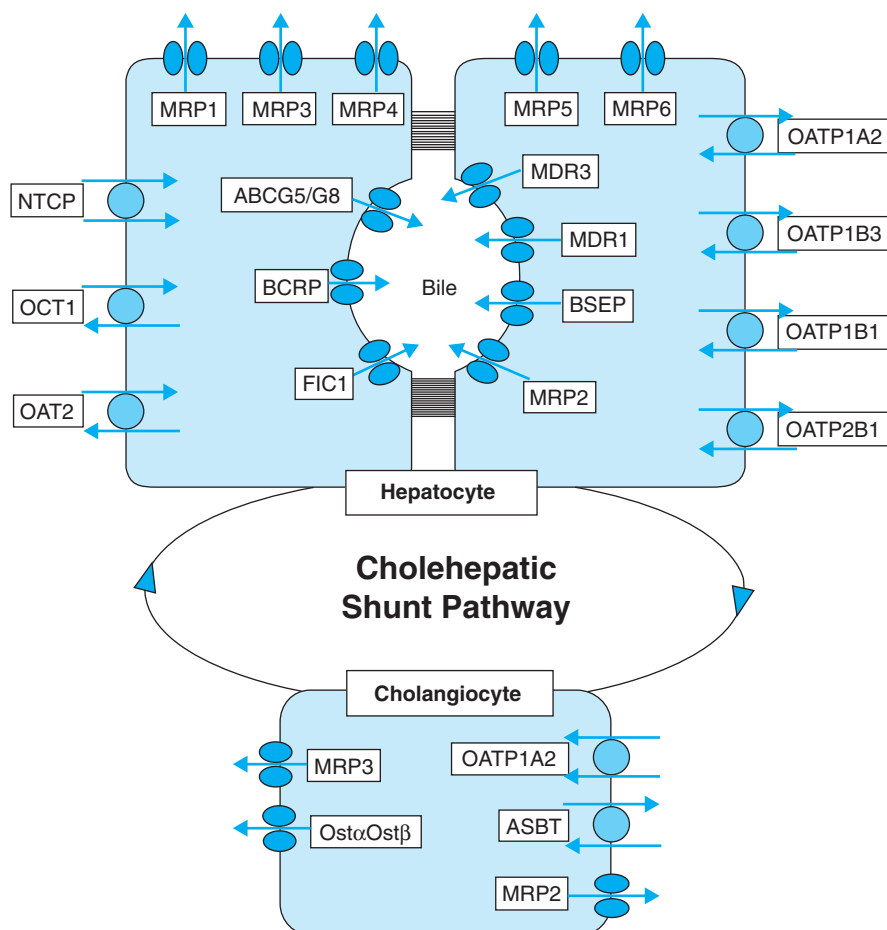 MRP1
MRP3
MRP4
MRP5
MRP6
OATP1A2
NTCP
ABCG5/G8
MDR3
OATP1B3
MDR1
OCT1
BCRP
Bile
BSEP
OATP1B1
FIC1
MRP2
OAT2
OATP2B1
Hepatocyte
Cholehepatic
Shunt Pathway
Cholangiocyte
MRP3
OATP1A2
OstαOstβ
ASBT
MRP2